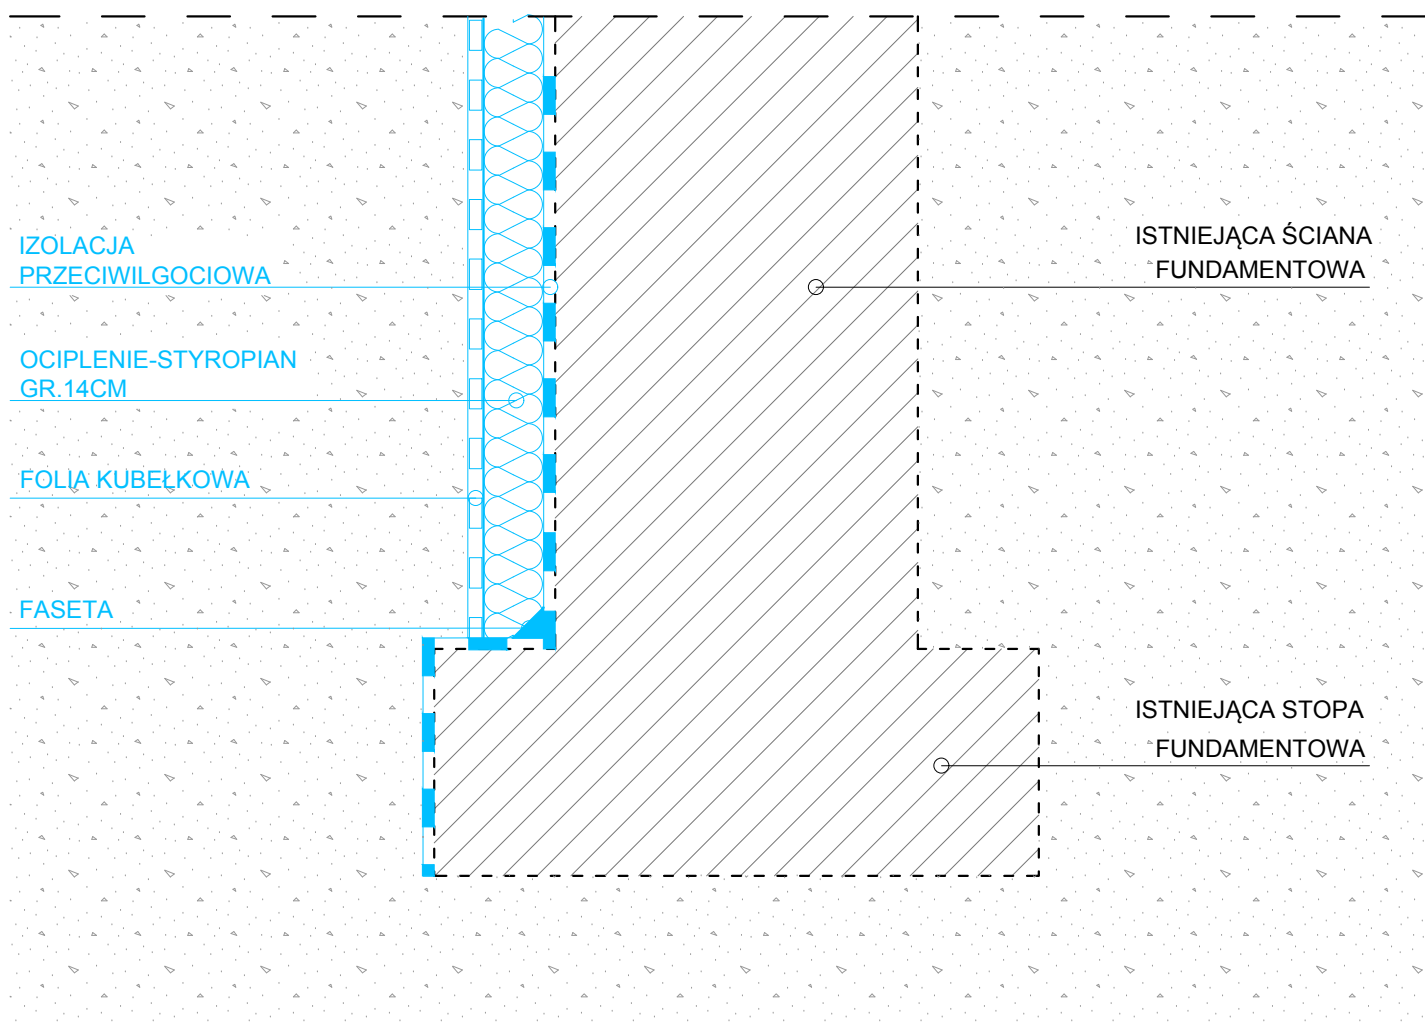 IZOLACJA
PRZECIWILGOCIOWA
OCIPLENIE-STYROPIAN
GR.14CM
FOLIA KUBEŁKOWA
FASETA
ISTNIEJĄCA ŚCIANA
FUNDAMENTOWA
ISTNIEJĄCA STOPA
FUNDAMENTOWA